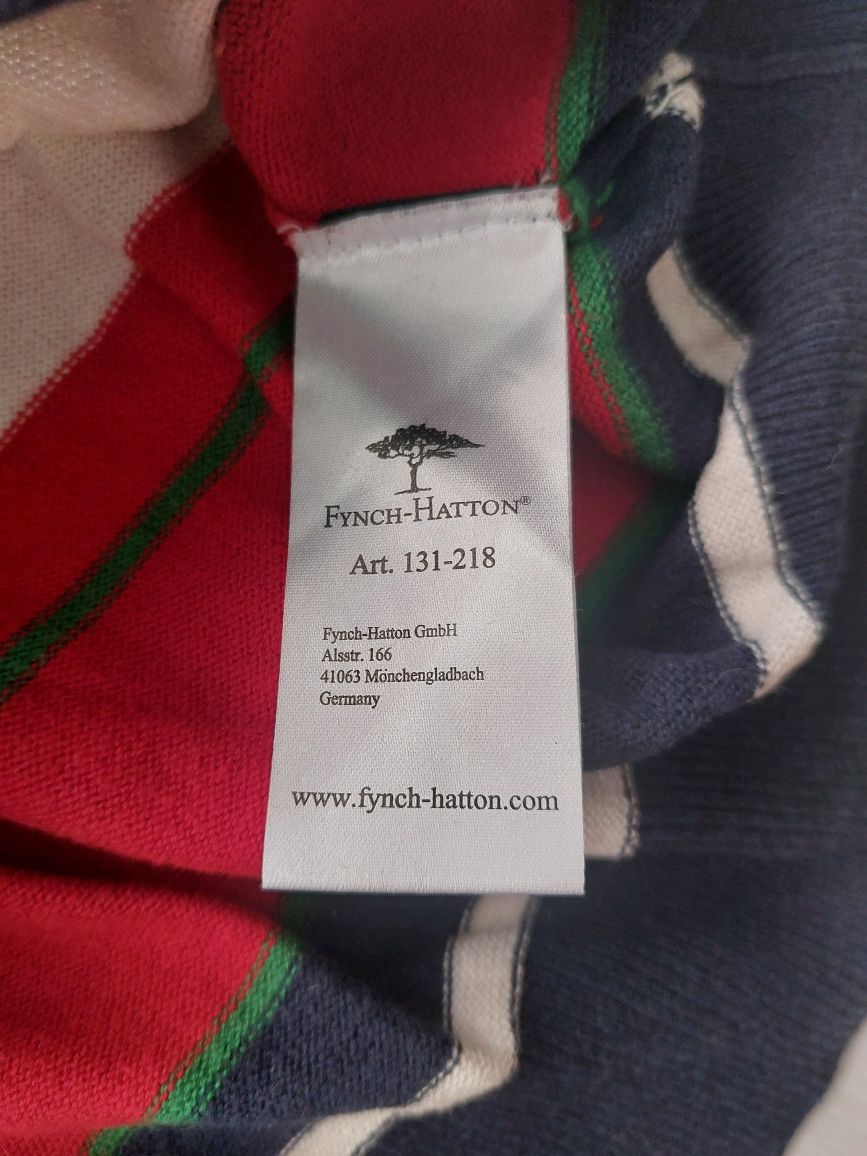 FYNCH-HATTON®
Art. 131-218
Fynch-Hatton GmbH
Alsstr. 166
41063 Mönchengladbach
Germany
www.fynch-hatton.com